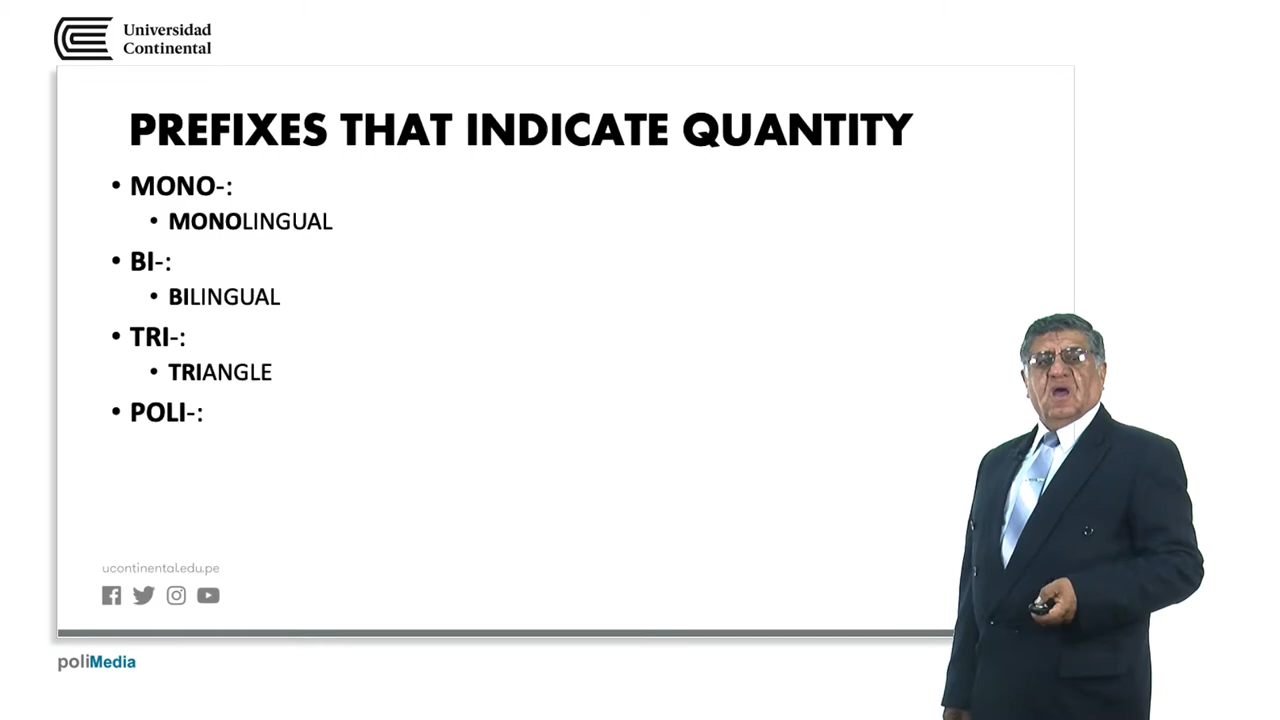 Universidad
Continental
PREFIXES THAT INDICATE QUANTITY
• MONO-:
• MONOLINGUAL
• BI-:
• BILINGUAL
• TRI-:
• TRIANGLE
• POLI-:
ucontinental.edu.pe
poliMedia